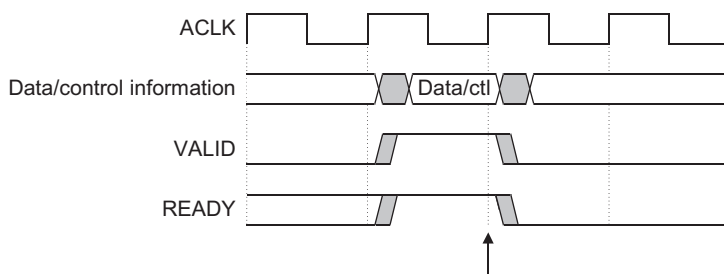 ACLK
Data/control information
Data/ctl
VALID
READY